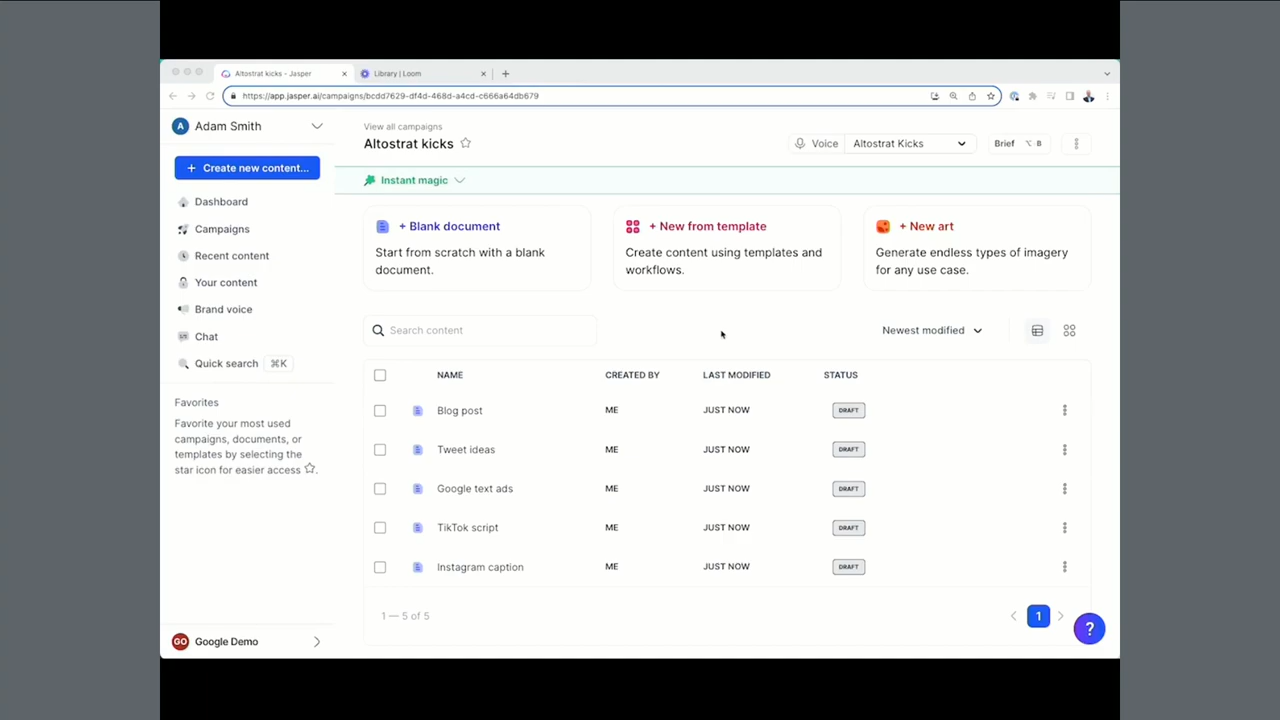 Altostrat kicks - Jasper
Library | Loom
https://app.jasper.ai/campaigns/bcdd7629-df4d-468d-a4cd-c666a64db679
A Adam Smith
+ Create new content...
Dashboard
Campaigns
Recent content
Your content
Brand voice
Chat
Quick search ⌘K
Favorites
Favorite your most used
campaigns, documents, or
templates by selecting the
star icon for easier access ☆.
GO Google Demo
View all campaigns
Altostrat kicks
Voice Altostrat Kicks
Brief ⌥ B
Instant magic
+ Blank document
Start from scratch with a blank
document.
+ New from template
Create content using templates and
workflows.
+ New art
Generate endless types of imagery
for any use case.
Search content
Newest modified
NAME CREATED BY LAST MODIFIED STATUS
Blog post ME JUST NOW DRAFT
Tweet ideas ME JUST NOW DRAFT
Google text ads ME JUST NOW DRAFT
TikTok script ME JUST NOW DRAFT
Instagram caption ME JUST NOW DRAFT
1 — 5 of 5
1
?